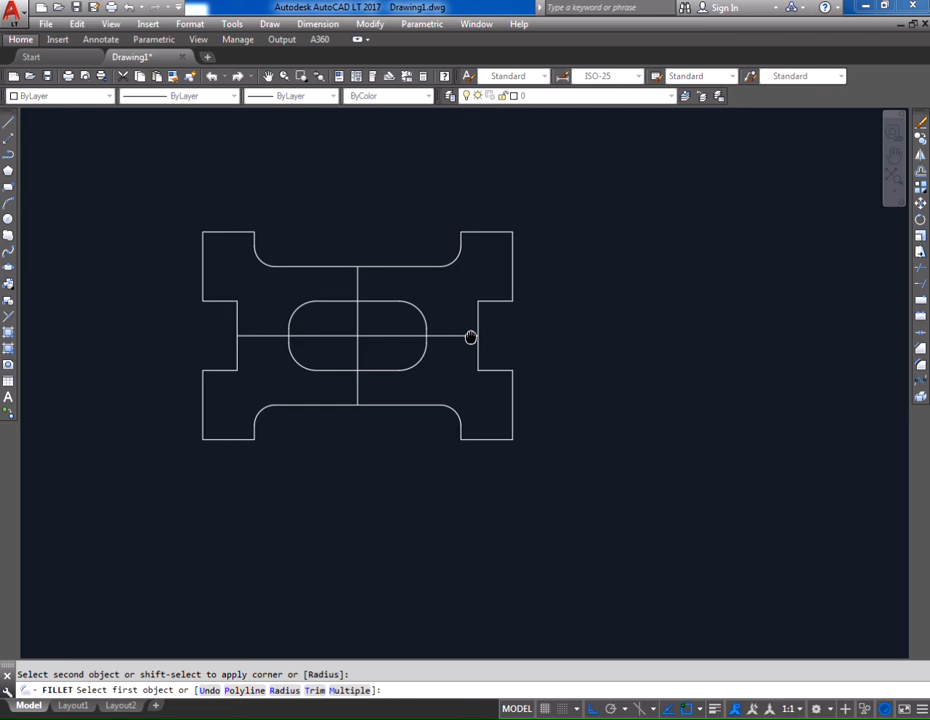 Autodesk AutoCAD LT 2017 Drawing1.dwg
Type a keyword or phrase
Sign In
LT
File Edit View Insert Format Tools Draw Dimension Modify Parametric Window Help
Home Insert Annotate Parametric View Manage Output A360
Start
Drawing1*
Standard
ISO-25
Standard
Standard
ByLayer
ByLayer
ByLayer
ByColor
0
Select second object or shift-select to apply corner or [Radius]:
- FILLET Select first object or [Undo Polyline Radius Trim Multiple]:
Model Layout1 Layout2 +
MODEL
1:1